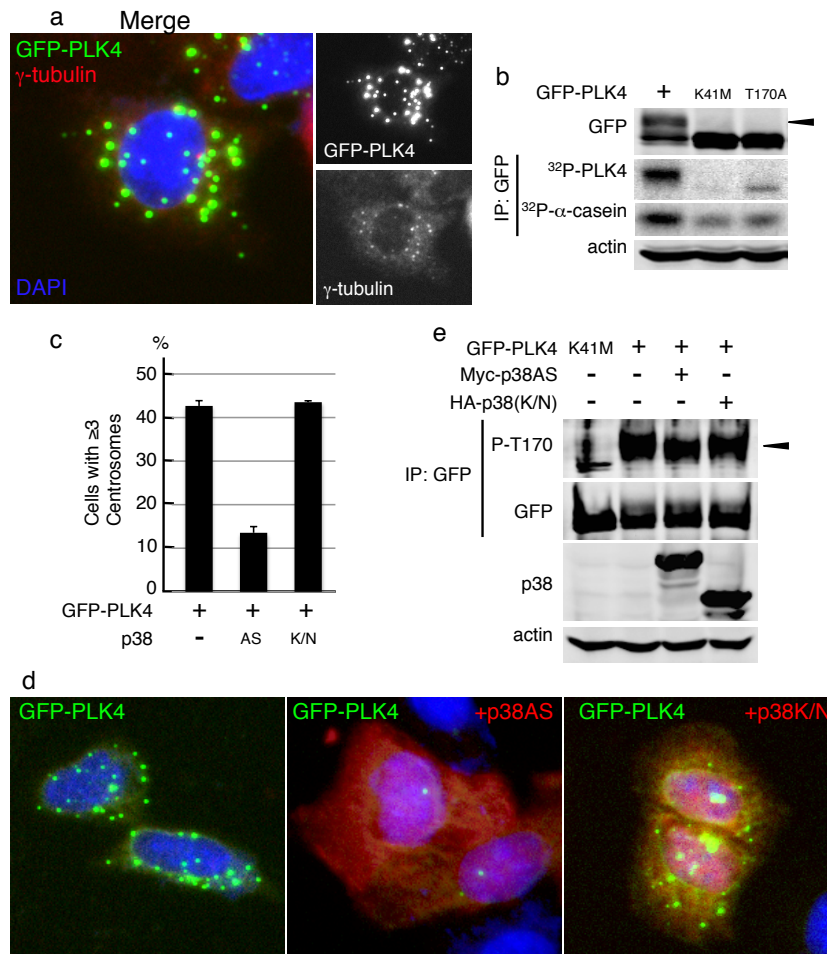 a
Merge
GFP-PLK4
γ-tubulin
DAPI
GFP-PLK4
γ-tubulin
b
GFP-PLK4 + K41M T170A
GFP
IP: GFP
32P-PLK4
32P-α-casein
actin
c
%
Cells with ≥3
Centrosomes
50
40
30
20
10
0
GFP-PLK4 + + +
p38 - AS K/N
e
GFP-PLK4 K41M + + +
Myc-p38AS - - + -
HA-p38(K/N) - - - +
IP: GFP
P-T170
GFP
p38
actin
d
GFP-PLK4
GFP-PLK4 +p38AS
GFP-PLK4 +p38K/N